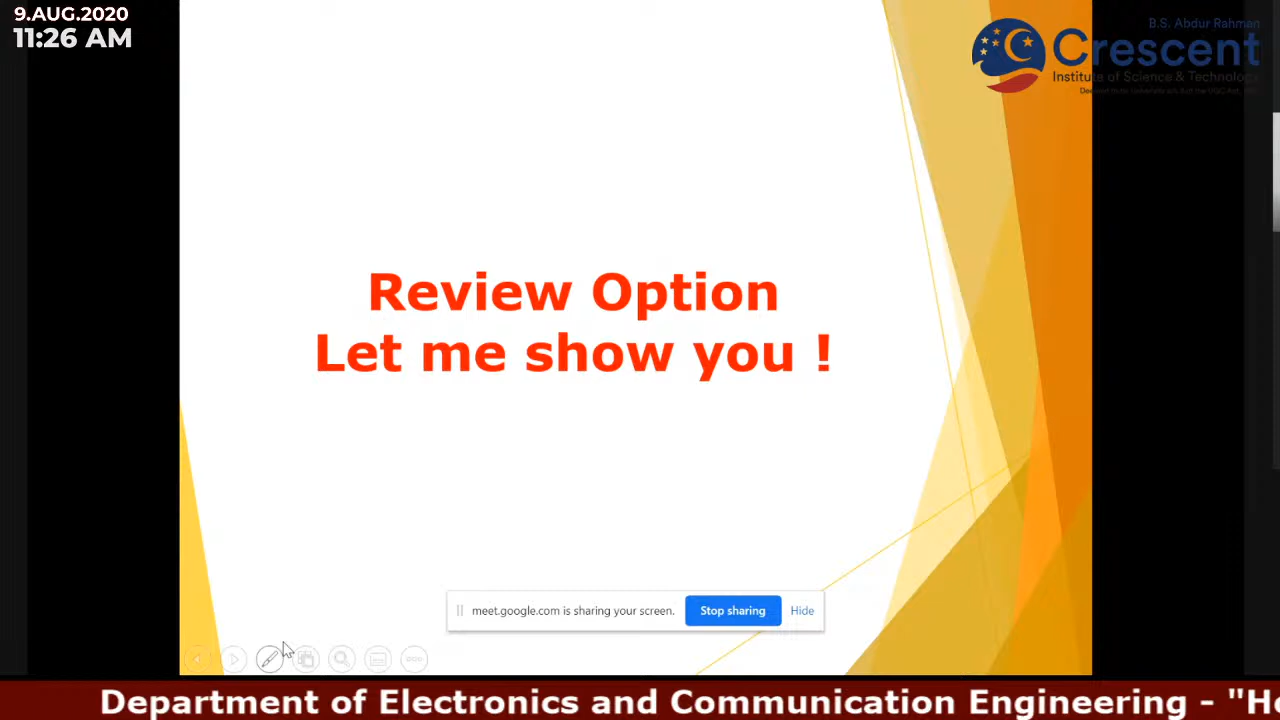 9.AUG.2020
11:26 AM
B.S. Abdur Rahman
Crescent
Institute of Science & Technology
Review Option
Let me show you !
meet.google.com is sharing your screen.
Stop sharing
Hide
Department of Electronics and Communication Engineering - "H